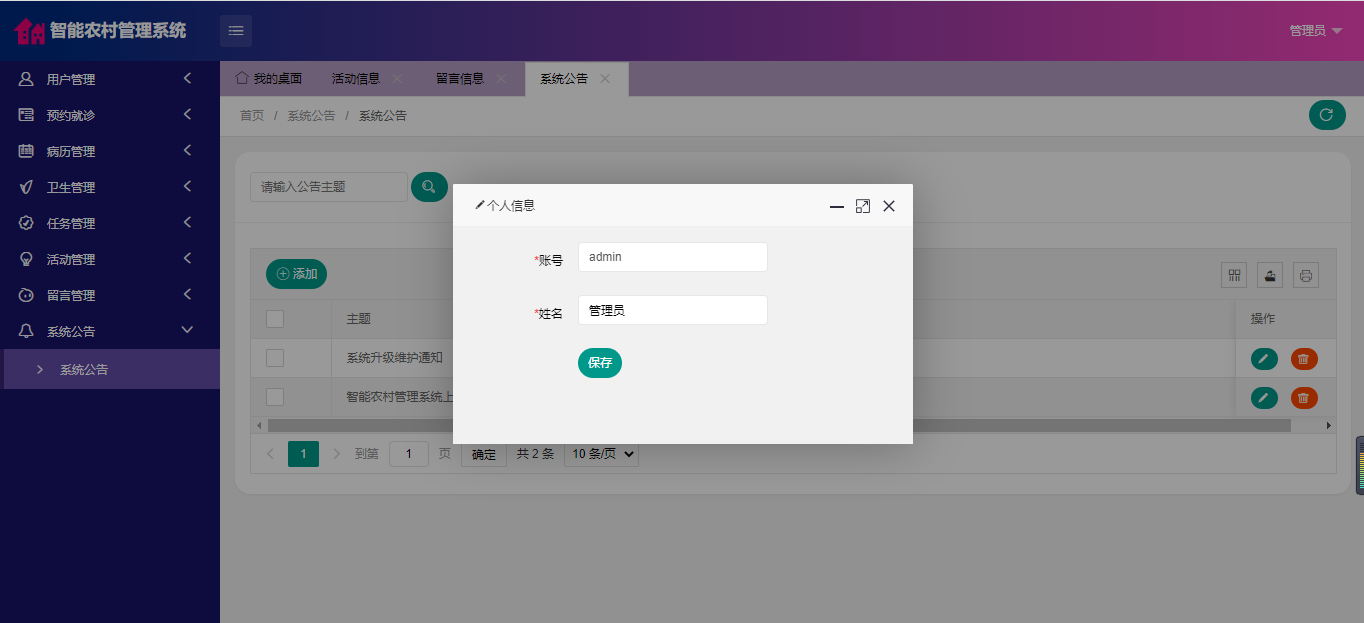 智能农村管理系统
管理员
用户管理
预约就诊
病历管理
卫生管理
任务管理
活动管理
留言管理
系统公告
系统公告
我的桌面 活动信息 留言信息 系统公告
首页 / 系统公告 / 系统公告
请输入公告主题
添加
主题 操作
系统升级维护通知
智能农村管理系统上
1 到第 1 页 确定 共 2 条 10 条/页
个人信息
*账号 admin
*姓名 管理员
保存